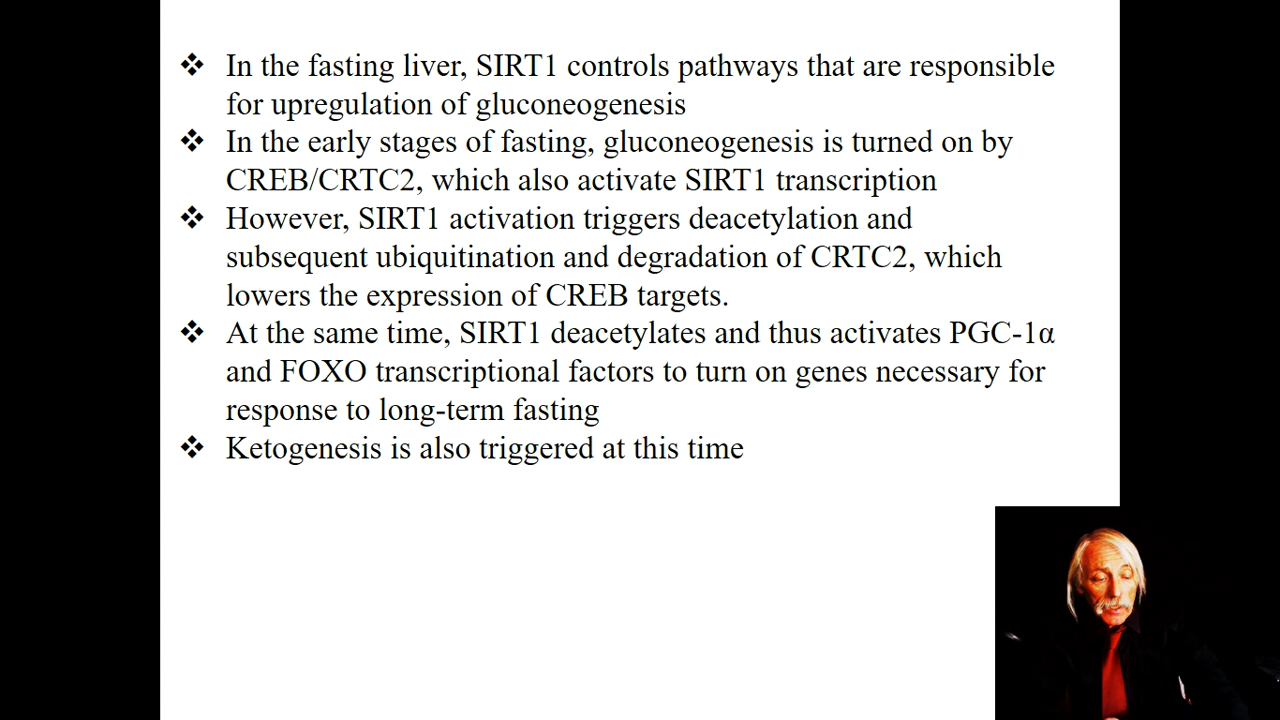 ❖ In the fasting liver, SIRT1 controls pathways that are responsible
for upregulation of gluconeogenesis
❖ In the early stages of fasting, gluconeogenesis is turned on by
CREB/CRTC2, which also activate SIRT1 transcription
❖ However, SIRT1 activation triggers deacetylation and
subsequent ubiquitination and degradation of CRTC2, which
lowers the expression of CREB targets.
❖ At the same time, SIRT1 deacetylates and thus activates PGC-1α
and FOXO transcriptional factors to turn on genes necessary for
response to long-term fasting
❖ Ketogenesis is also triggered at this time